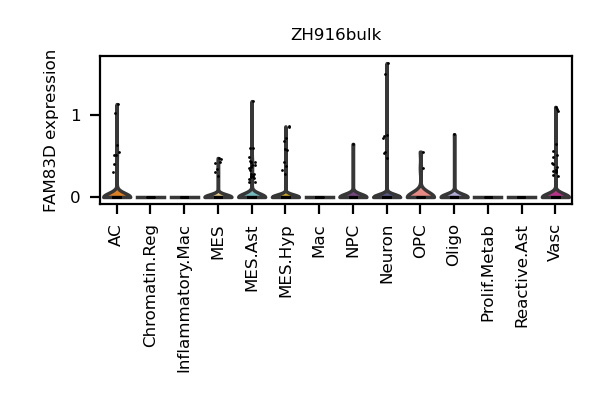 ZH916bulk
FAM83D expression
1
0
AC
Chromatin.Reg
Inflammatory.Mac
MES
MES.Ast
MES.Hyp
Mac
NPC
Neuron
OPC
Oligo
Prolif.Metab
Reactive.Ast
Vasc